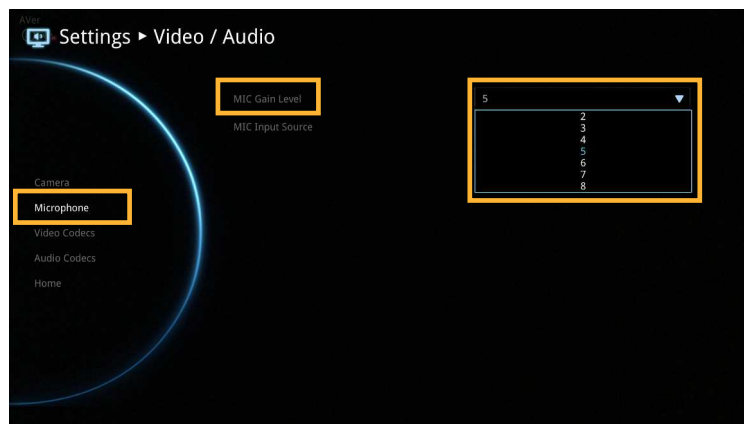 AVer
Settings ► Video / Audio
MIC Gain Level
5
▼
2
3
4
5
6
7
8
MIC Input Source
Camera
Microphone
Video Codecs
Audio Codecs
Home